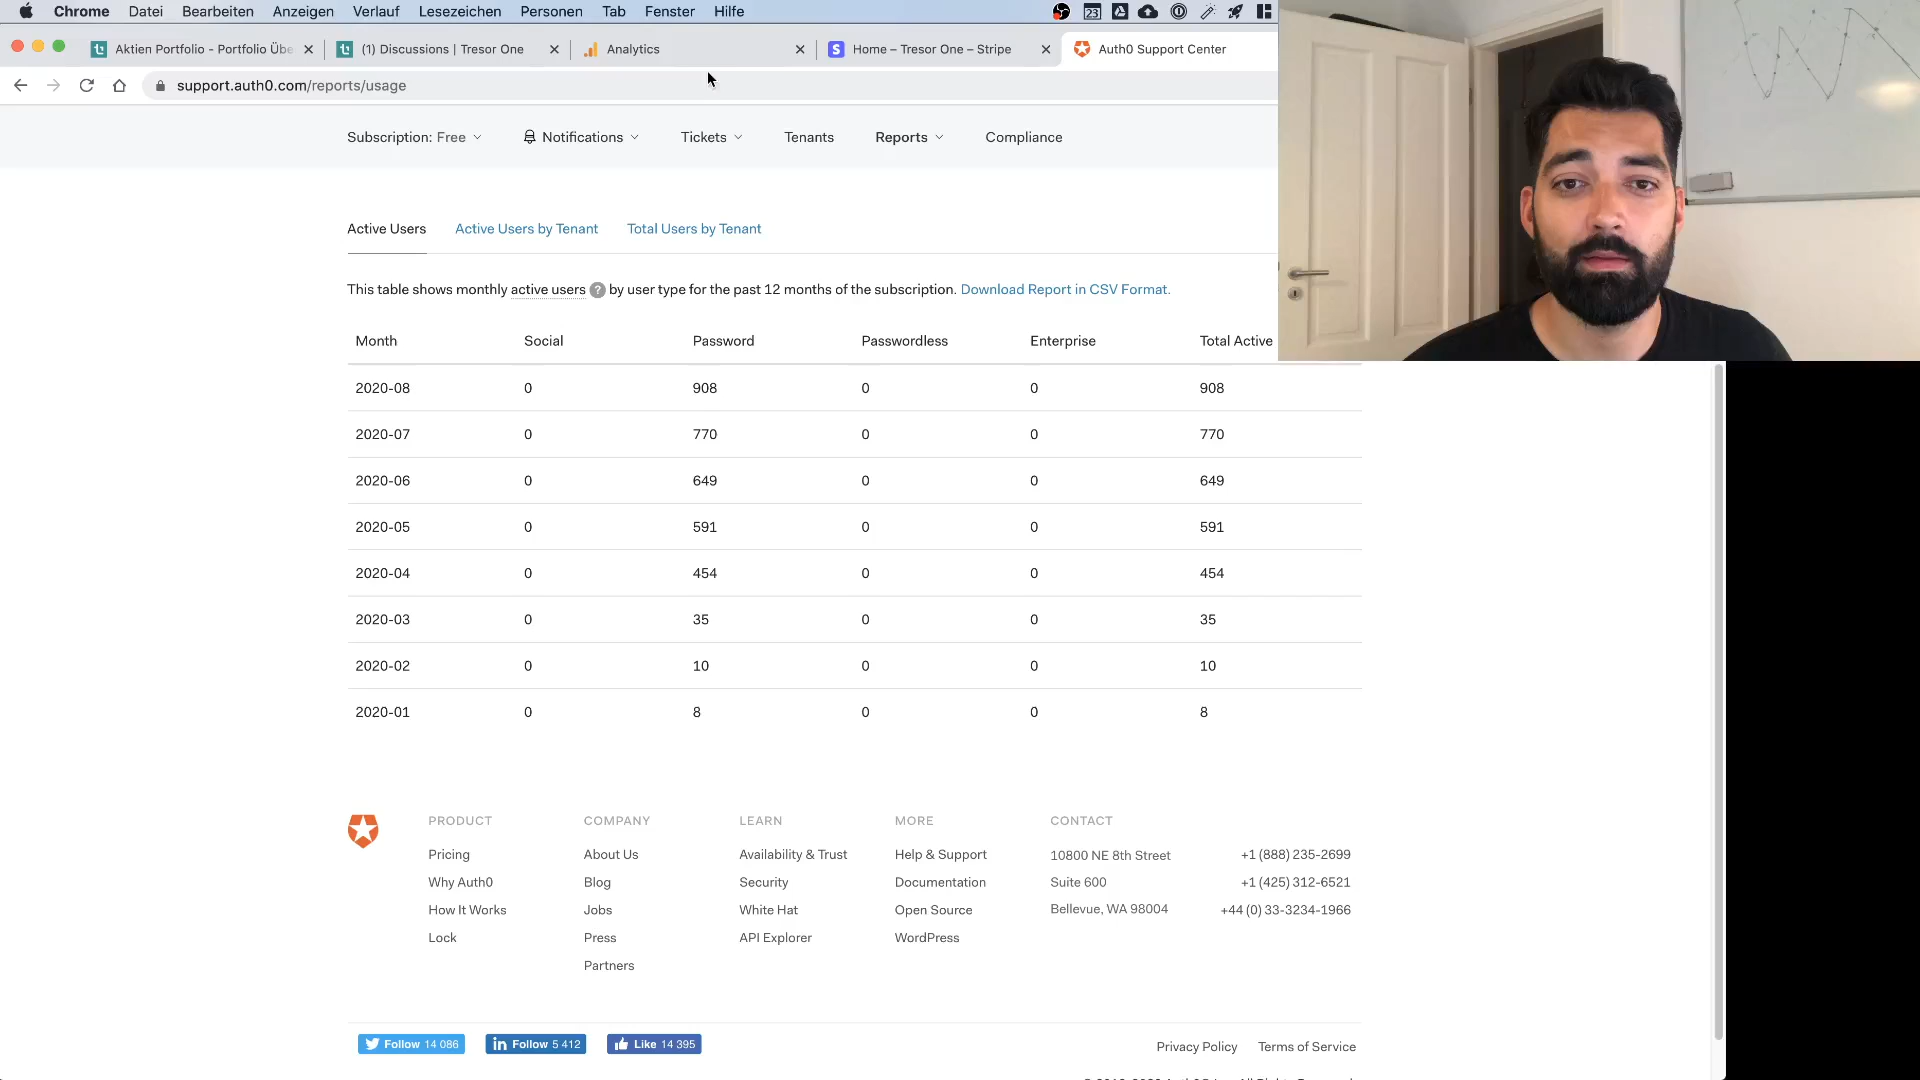 Chrome Datei Bearbeiten Anzeigen Verlauf Lesezeichen Personen Tab Fenster Hilfe 23
Aktien Portfolio - Portfolio Übe (1) Discussions | Tresor One Analytics Home – Tresor One – Stripe Auth0 Support Center
support.auth0.com/reports/usage
Subscription: Free Notifications Tickets Tenants Reports Compliance
Active Users Active Users by Tenant Total Users by Tenant
This table shows monthly active users ? by user type for the past 12 months of the subscription. Download Report in CSV Format.
Month Social Password Passwordless Enterprise Total Active
2020-08 0 908 0 0 908
2020-07 0 770 0 0 770
2020-06 0 649 0 0 649
2020-05 0 591 0 0 591
2020-04 0 454 0 0 454
2020-03 0 35 0 0 35
2020-02 0 10 0 0 10
2020-01 0 8 0 0 8
PRODUCT
Pricing
Why Auth0
How It Works
Lock
COMPANY
About Us
Blog
Jobs
Press
Partners
LEARN
Availability & Trust
Security
White Hat
API Explorer
MORE
Help & Support
Documentation
Open Source
WordPress
CONTACT
10800 NE 8th Street
Suite 600
Bellevue, WA 98004
+1 (888) 235-2699
+1 (425) 312-6521
+44 (0) 33-3234-1966
Follow 14 086 in Follow 5 412 Like 14 395
Privacy Policy Terms of Service